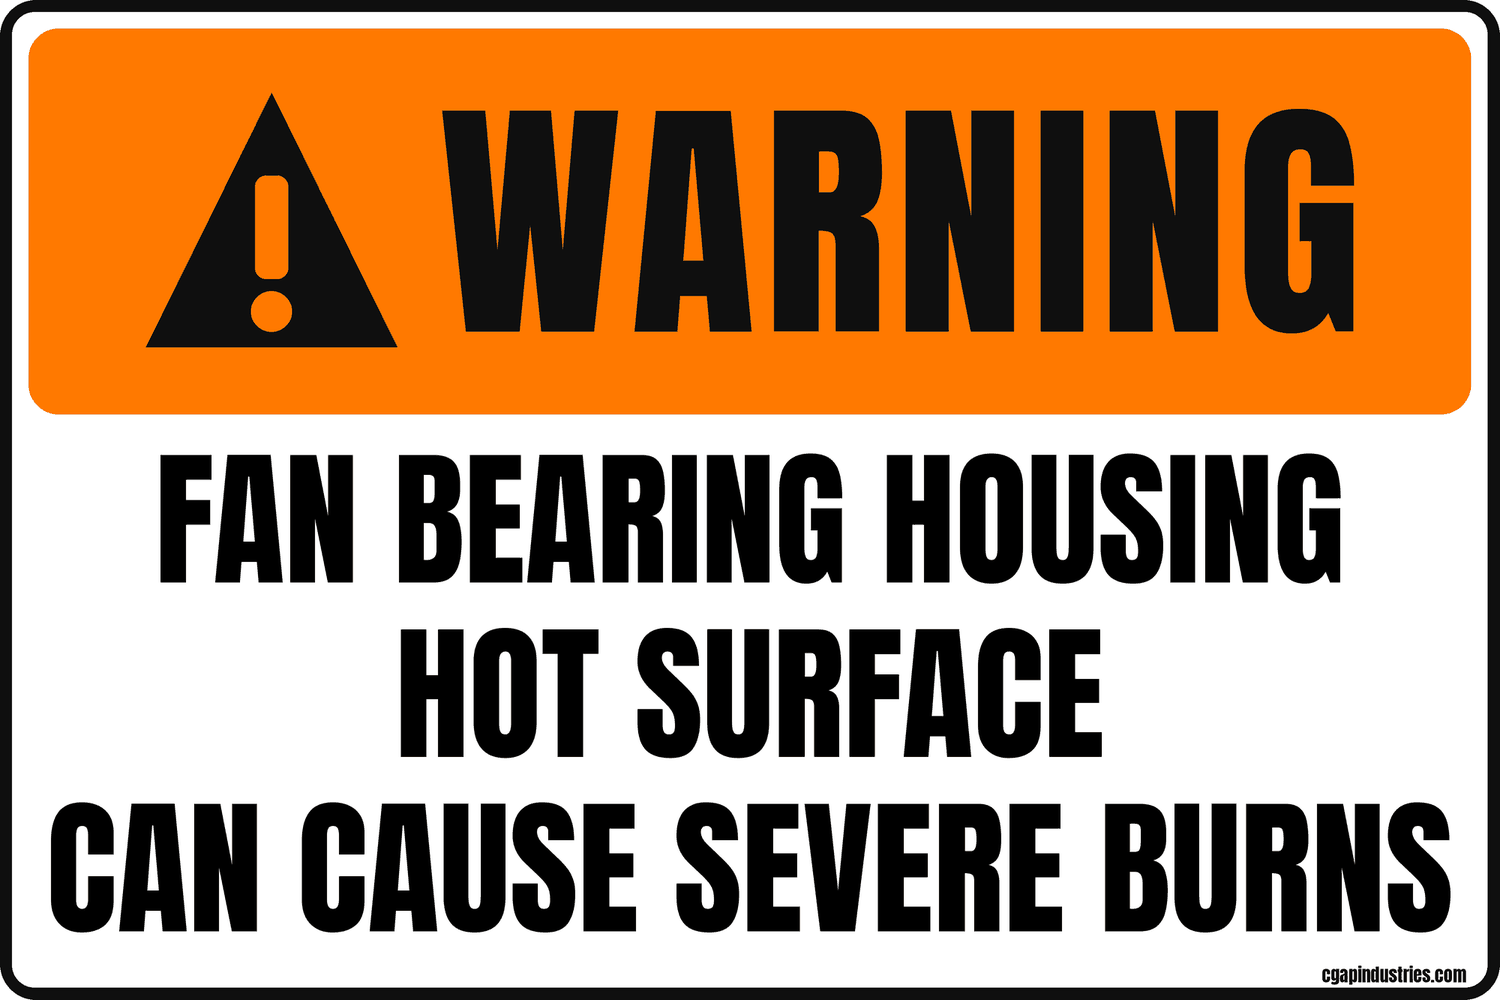 WARNING
FAN BEARING HOUSING
HOT SURFACE
CAN CAUSE SEVERE BURNS
cgapindustries.com